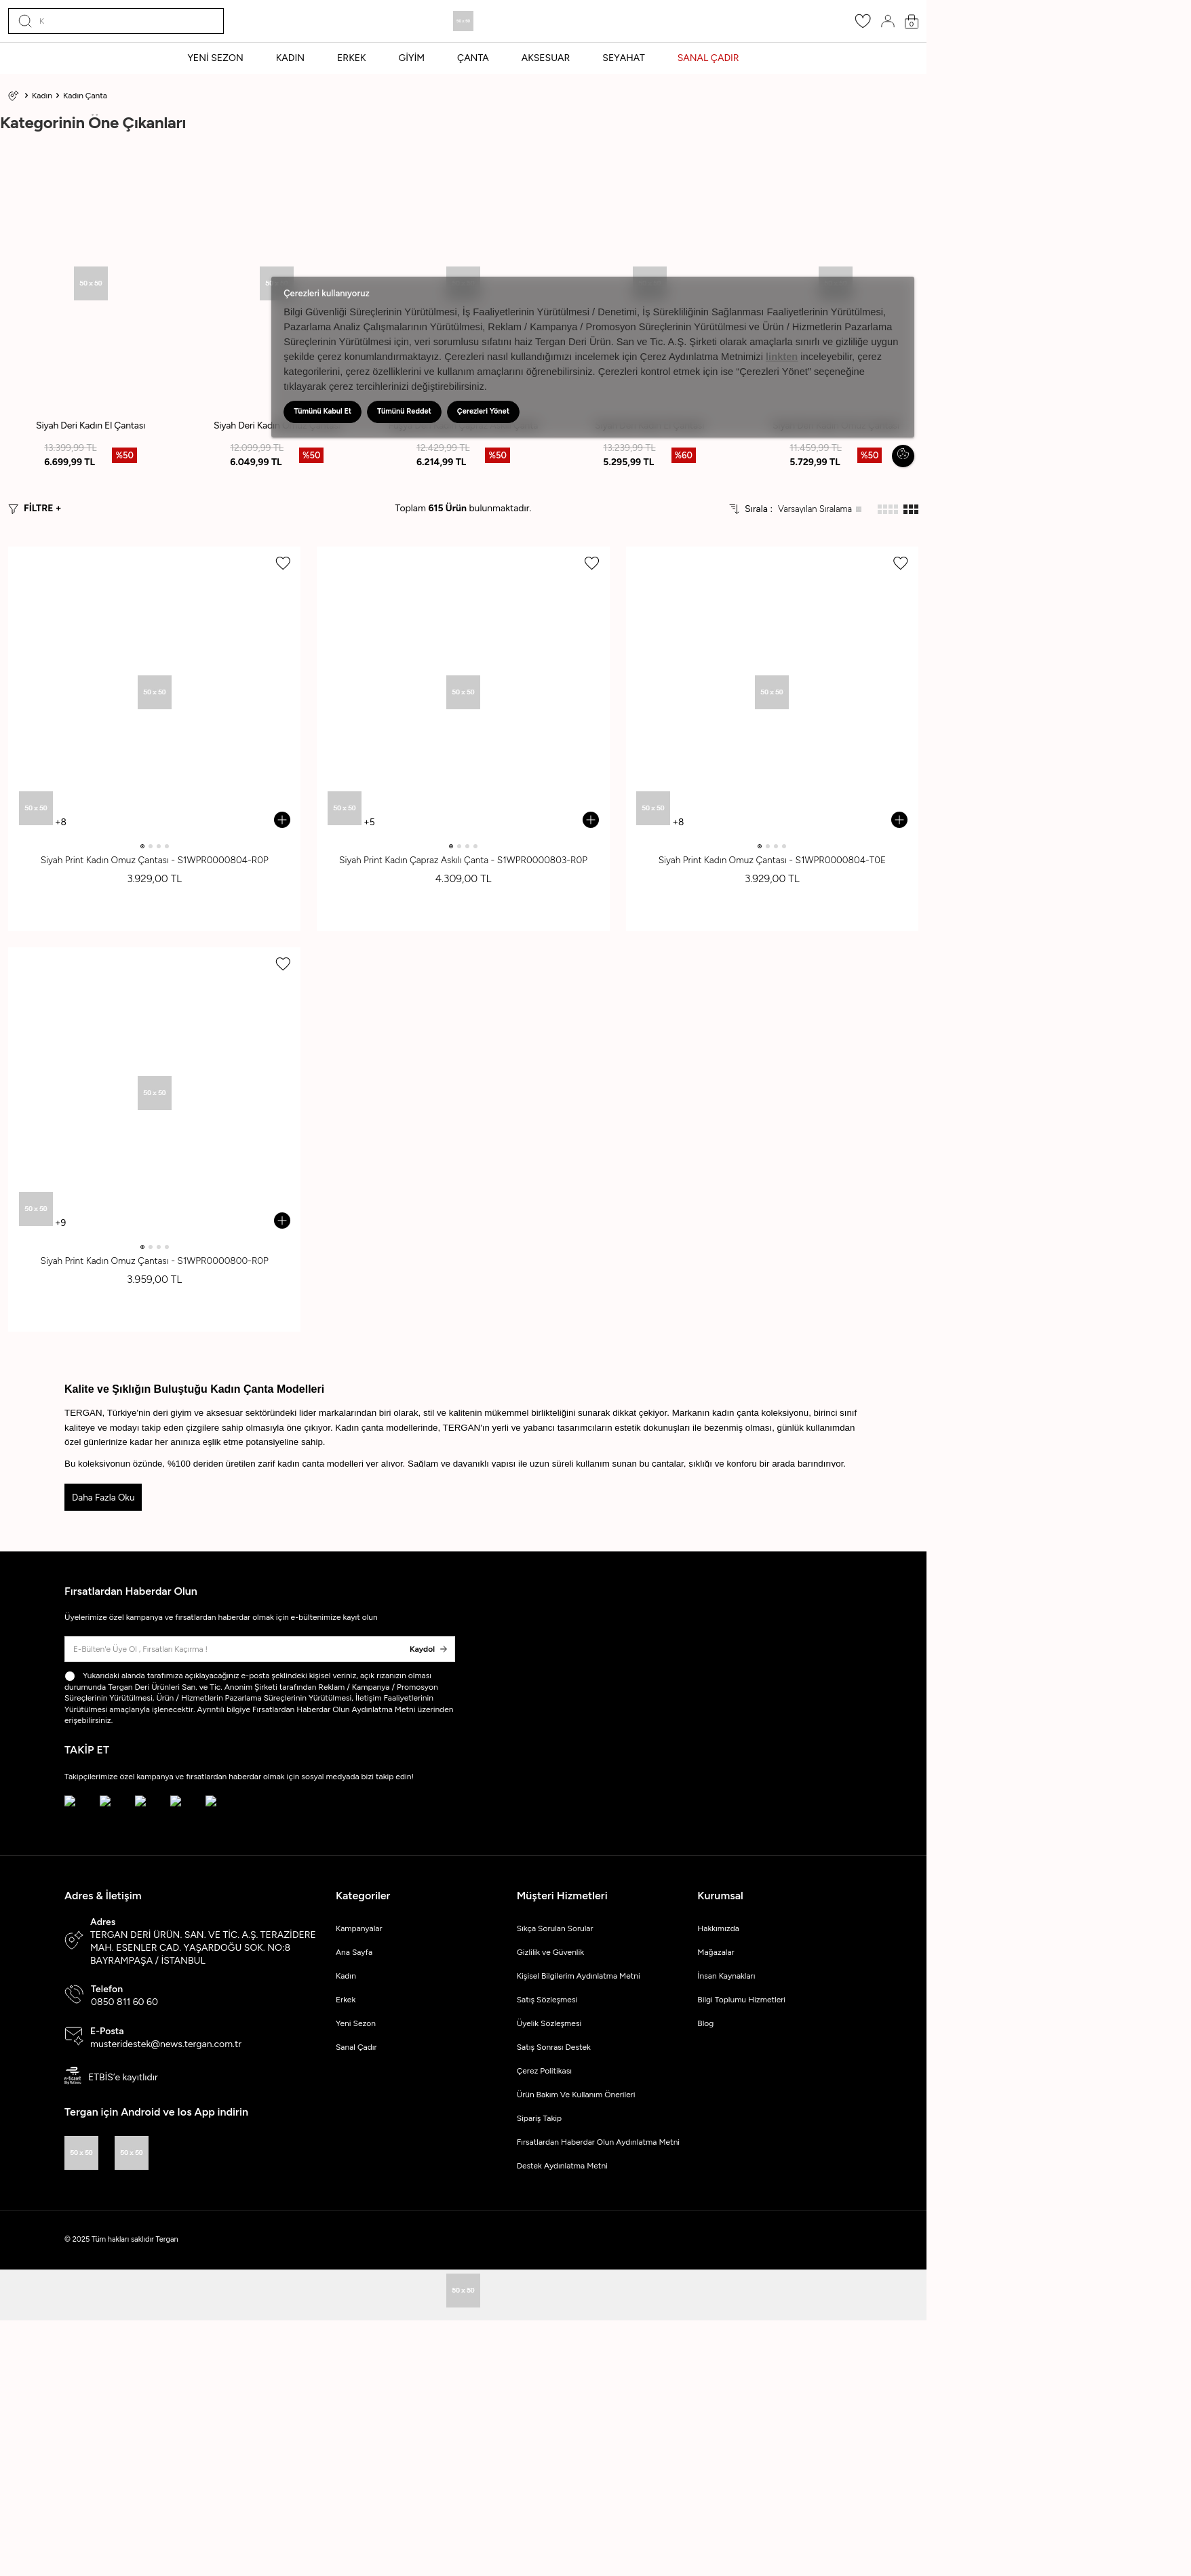 K
50 x 50
0
YENİ SEZON KADIN ERKEK GİYİM ÇANTA AKSESUAR SEYAHAT SANAL ÇADIR
Kadın Kadın Çanta
Kategorinin Öne Çıkanları
50 x 50
Çerezleri kullanıyoruz
Bilgi Güvenliği Süreçlerinin Yürütülmesi, İş Faaliyetlerinin Yürütülmesi / Denetimi, İş Sürekliliğinin Sağlanması Faaliyetlerinin Yürütülmesi,
Pazarlama Analiz Çalışmalarının Yürütülmesi, Reklam / Kampanya / Promosyon Süreçlerinin Yürütülmesi ve Ürün / Hizmetlerin Pazarlama
Süreçlerinin Yürütülmesi için, veri sorumlusu sıfatını haiz Tergan Deri Ürün. San ve Tic. A.Ş. Şirketi olarak amaçlarla sınırlı ve gizliliğe uygun
şekilde çerez konumlandırmaktayız. Çerezleri nasıl kullandığımızı incelemek için Çerez Aydınlatma Metnimizi linkten inceleyebilir, çerez
kategorilerini, çerez özelliklerini ve kullanım amaçlarını öğrenebilirsiniz. Çerezleri kontrol etmek için ise “Çerezleri Yönet” seçeneğine
tıklayarak çerez tercihlerinizi değiştirebilirsiniz.
Tümünü Kabul Et Tümünü Reddet Çerezleri Yönet
Siyah Deri Kadın El Çantası Siyah Deri Kadın
13.399,99 TL 12.099,99 TL 12.429,99 TL 13.239,99 TL 11.459,99 TL
%50 %50 %50 %60 %50
6.699,99 TL 6.049,99 TL 6.214,99 TL 5.295,99 TL 5.729,99 TL
FİLTRE + Toplam 615 Ürün bulunmaktadır. Sırala : Varsayılan Sıralama
50 x 50 50 x 50 50 x 50
50 x 50 +8 50 x 50 +5 50 x 50 +8
Siyah Print Kadın Omuz Çantası - S1WPR0000804-R0P Siyah Print Kadın Çapraz Askılı Çanta - S1WPR0000803-R0P Siyah Print Kadın Omuz Çantası - S1WPR0000804-T0E
3.929,00 TL 4.309,00 TL 3.929,00 TL
50 x 50
50 x 50 +9
Siyah Print Kadın Omuz Çantası - S1WPR0000800-R0P
3.959,00 TL
Kalite ve Şıklığın Buluştuğu Kadın Çanta Modelleri
TERGAN, Türkiye'nin deri giyim ve aksesuar sektöründeki lider markalarından biri olarak, stil ve kalitenin mükemmel birlikteliğini sunarak dikkat çekiyor. Markanın kadın çanta koleksiyonu, birinci sınıf
kaliteye ve modayı takip eden çizgilere sahip olmasıyla öne çıkıyor. Kadın çanta modellerinde, TERGAN'ın yerli ve yabancı tasarımcıların estetik dokunuşları ile bezenmiş olması, günlük kullanımdan
özel günlerinize kadar her anınıza eşlik etme potansiyeline sahip.
Bu koleksiyonun özünde, %100 deriden üretilen zarif kadın çanta modelleri yer alıyor. Sağlam ve dayanıklı yapısı ile uzun süreli kullanım sunan bu çantalar, şıklığı ve konforu bir arada barındırıyor.
Daha Fazla Oku
Fırsatlardan Haberdar Olun
Üyelerimize özel kampanya ve fırsatlardan haberdar olmak için e-bültenimize kayıt olun
E-Bülten'e Üye Ol , Fırsatları Kaçırma ! Kaydol
Yukarıdaki alanda tarafımıza açıklayacağınız e-posta şeklindeki kişisel veriniz, açık rızanızın olması
durumunda Tergan Deri Ürünleri San. ve Tic. Anonim Şirketi tarafından Reklam / Kampanya / Promosyon
Süreçlerinin Yürütülmesi, Ürün / Hizmetlerin Pazarlama Süreçlerinin Yürütülmesi, İletişim Faaliyetlerinin
Yürütülmesi amaçlarıyla işlenecektir. Ayrıntılı bilgiye Fırsatlardan Haberdar Olun Aydınlatma Metni üzerinden
erişebilirsiniz.
TAKİP ET
Takipçilerimize özel kampanya ve fırsatlardan haberdar olmak için sosyal medyada bizi takip edin!
Adres & İletişim
Adres
TERGAN DERİ ÜRÜN. SAN. VE TİC. A.Ş. TERAZİDERE
MAH. ESENLER CAD. YAŞARDOĞU SOK. NO:8
BAYRAMPAŞA / İSTANBUL
Telefon
0850 811 60 60
E-Posta
musteridestek@news.tergan.com.tr
ETBİS'e kayıtlıdır
Tergan için Android ve Ios App indirin
50 x 50 50 x 50
Kategoriler
Kampanyalar
Ana Sayfa
Kadın
Erkek
Yeni Sezon
Sanal Çadır
Müşteri Hizmetleri
Sıkça Sorulan Sorular
Gizlilik ve Güvenlik
Kişisel Bilgilerim Aydınlatma Metni
Satış Sözleşmesi
Üyelik Sözleşmesi
Satış Sonrası Destek
Çerez Politikası
Ürün Bakım Ve Kullanım Önerileri
Sipariş Takip
Fırsatlardan Haberdar Olun Aydınlatma Metni
Destek Aydınlatma Metni
Kurumsal
Hakkımızda
Mağazalar
İnsan Kaynakları
Bilgi Toplumu Hizmetleri
Blog
© 2025 Tüm hakları saklıdır Tergan
50 x 50